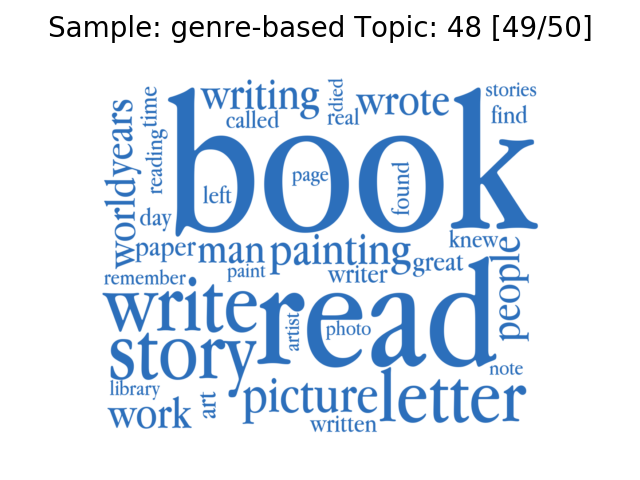 Sample: genre-based Topic: 48 [49/50]
writing
died
wrote
stories
time
years
called
real
find
reading
book
page
found
left
world
day
paper
man
painting
knew
great
people
remember
paint
writer
write
read
artist
photo
story
note
library
picture
letter
work
art
written